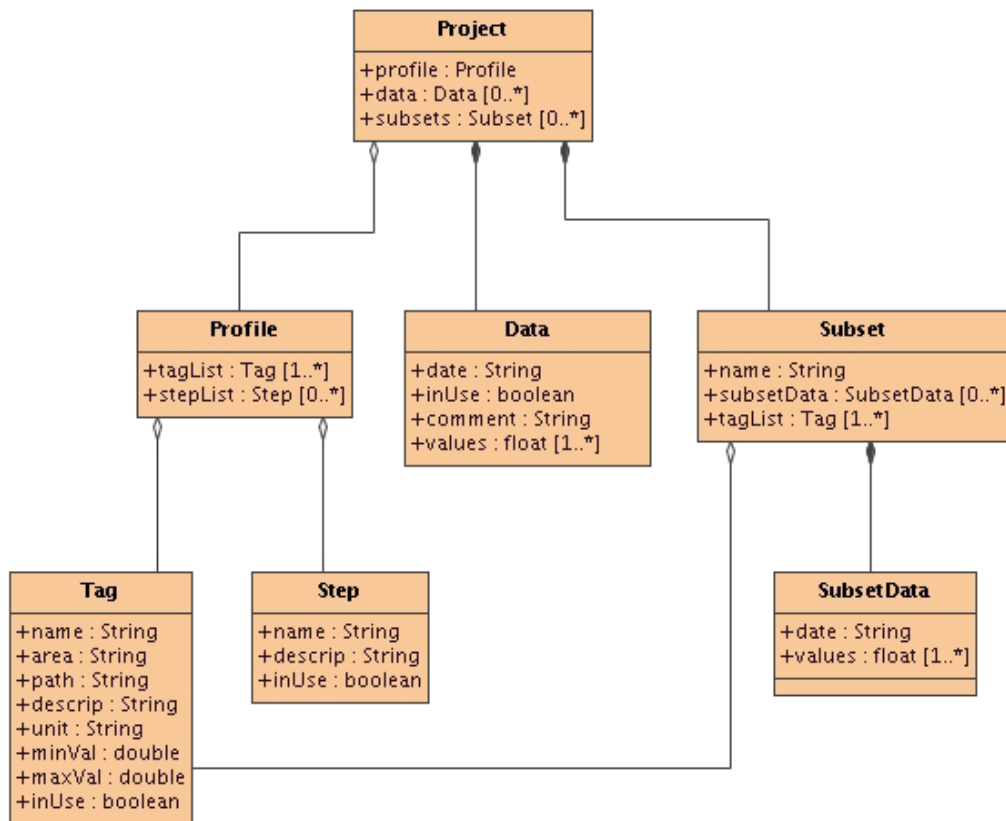 Project
+profile : Profile
+data : Data [0..*]
+subsets : Subset [0..*]
Profile
+tagList : Tag [1..*]
+stepList : Step [0..*]
Data
+date : String
+inUse : boolean
+comment : String
+values : float [1..*]
Subset
+name : String
+subsetData : SubsetData [0..*]
+tagList : Tag [1..*]
Tag
+name : String
+area : String
+path : String
+descrip : String
+unit : String
+minVal : double
+maxVal : double
+inUse : boolean
Step
+name : String
+descrip : String
+inUse : boolean
SubsetData
+date : String
+values : float [1..*]